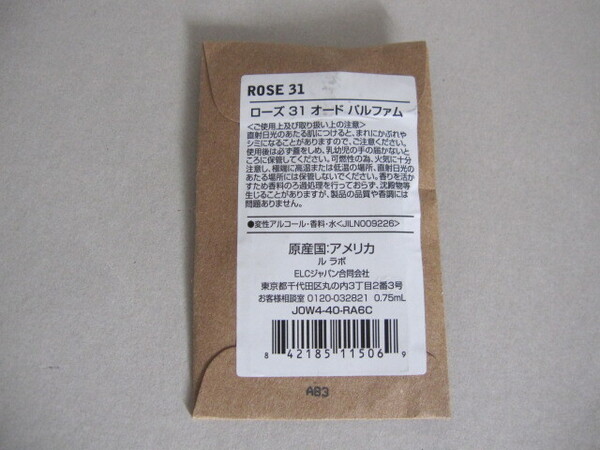 ROSE 31
ローズ 31 オード パルファム
<ご使用上及び取り扱い上の注意>
直射日光のあたる肌につけると、まれにかぶれや
シミになることがありますので、ご注意ください。
使用後は必ず蓋をしめ、乳幼児の手の届かないと
ころに保管してください。可燃性の為、火気に十分
注意し、極端に高温または低温の場所、直射日光の
あたる場所には保管しないでください。香りを活か
すため香料のろ過処理を行っておらず、沈殿物等
生じることがありますが、製品の品質や香調には
問題ありません。
●変性アルコール・香料・水<JILN009226>
原産国:アメリカ
ル ラボ
ELCジャパン合同会社
東京都千代田区丸の内3丁目2番3号
お客様相談室 0120-032821 0.75mL
JOW4-40-RA6C
8 42185 11506 9
A83